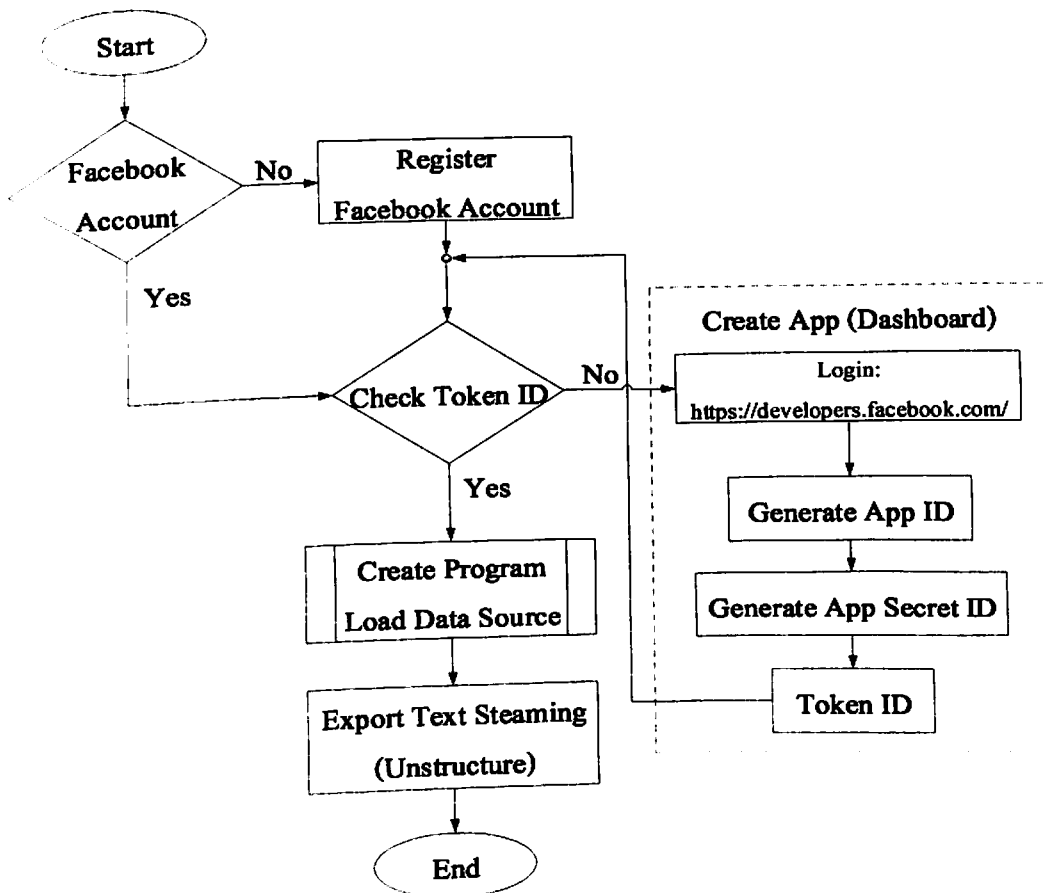 Start
Facebook
Account
No
Register
Facebook Account
Yes
Check Token ID
No
Create App (Dashboard)
Login:
https://developers.facebook.com/
Generate App ID
Generate App Secret ID
Token ID
Yes
Create Program
Load Data Source
Export Text Steaming
(Unstructure)
End